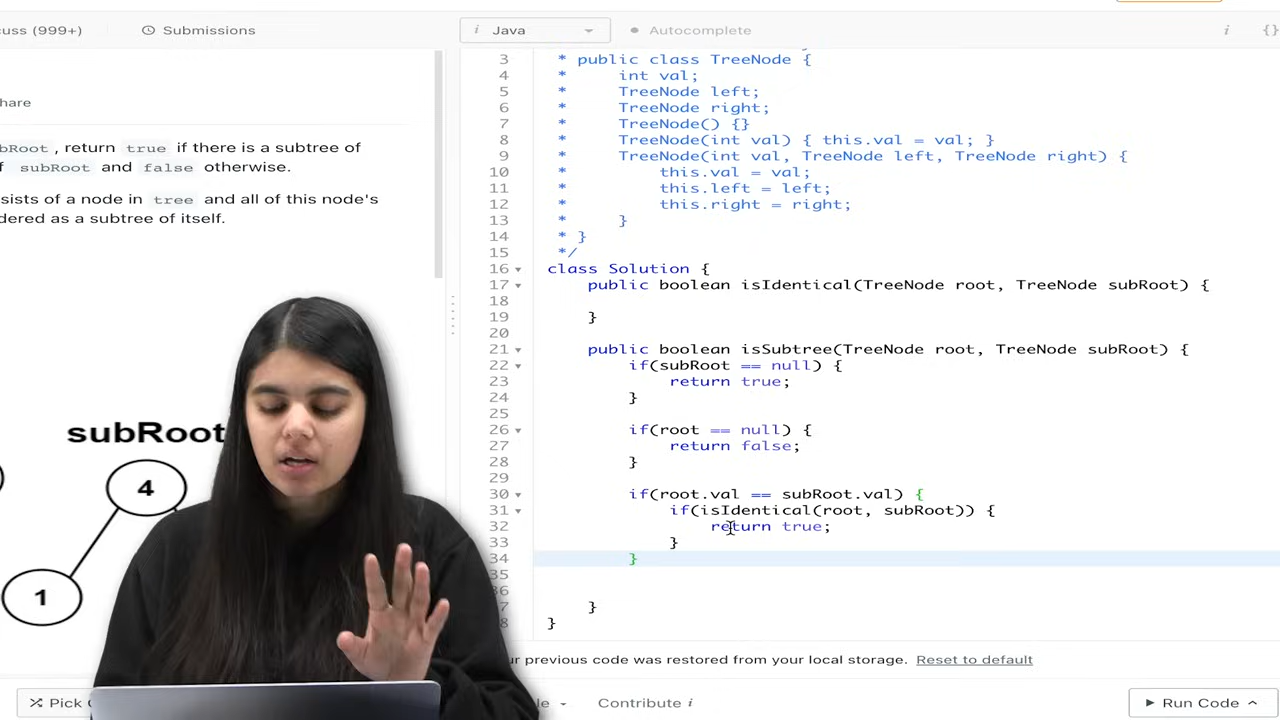 cuss (999+)
Submissions
i Java
Autocomplete
i {}
hare
bRoot , return true if there is a subtree of
f subRoot and false otherwise.
sists of a node in tree and all of this node's
dered as a subtree of itself.
subRoot
4
1
3 * public class TreeNode {
4 * int val;
5 * TreeNode left;
6 * TreeNode right;
7 * TreeNode() {}
8 * TreeNode(int val) { this.val = val; }
9 * TreeNode(int val, TreeNode left, TreeNode right) {
10 * this.val = val;
11 * this.left = left;
12 * this.right = right;
13 * }
14 * }
15 */
16 class Solution {
17 public boolean isIdentical(TreeNode root, TreeNode subRoot) {
18
19 }
20
21 public boolean isSubtree(TreeNode root, TreeNode subRoot) {
22 if(subRoot == null) {
23 return true;
24 }
25
26 if(root == null) {
27 return false;
28 }
29
30 if(root.val == subRoot.val) {
31 if(isIdentical(root, subRoot)) {
32 return true;
33 }
34 }
35
36
7 }
8 }
ur previous code was restored from your local storage. Reset to default
Pick
le
Contribute i
Run Code